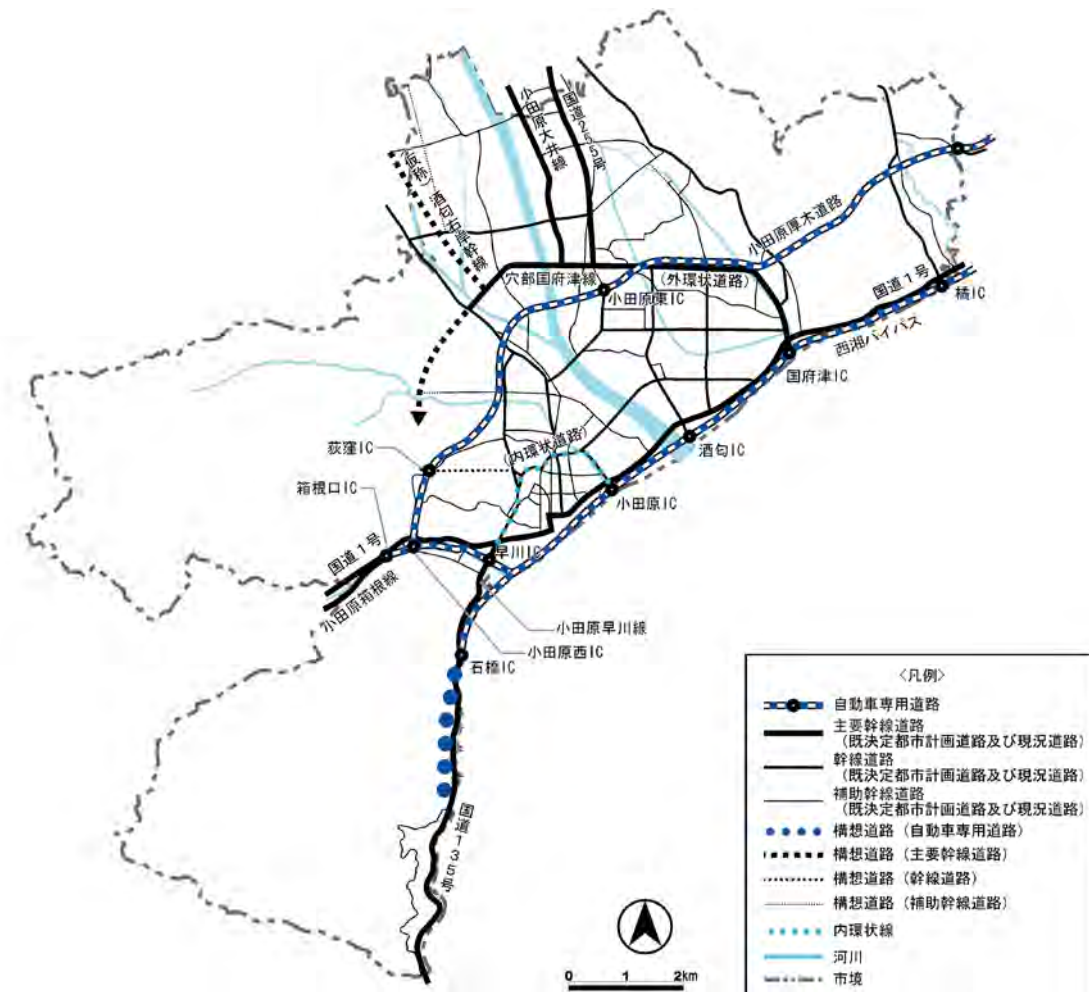 小田原大井線
国道255号
(仮称)酒匂右岸幹線
小田原厚木道路
穴部国府津線
(外環状道路)
小田原東IC
国道1号
橘IC
西湘バイパス
国府津IC
(内環状道路)
酒匂IC
荻窪IC
小田原IC
箱根口IC
早川IC
国道1号
小田原箱根線
小田原早川線
小田原西IC
石橋IC
国道135号
0 1 2km
<凡例>
自動車専用道路
主要幹線道路
(既決定都市計画道路及び現況道路)
幹線道路
(既決定都市計画道路及び現況道路)
補助幹線道路
(既決定都市計画道路及び現況道路)
構想道路(自動車専用道路)
構想道路(主要幹線道路)
構想道路(幹線道路)
構想道路(補助幹線道路)
内環状線
河川
市境